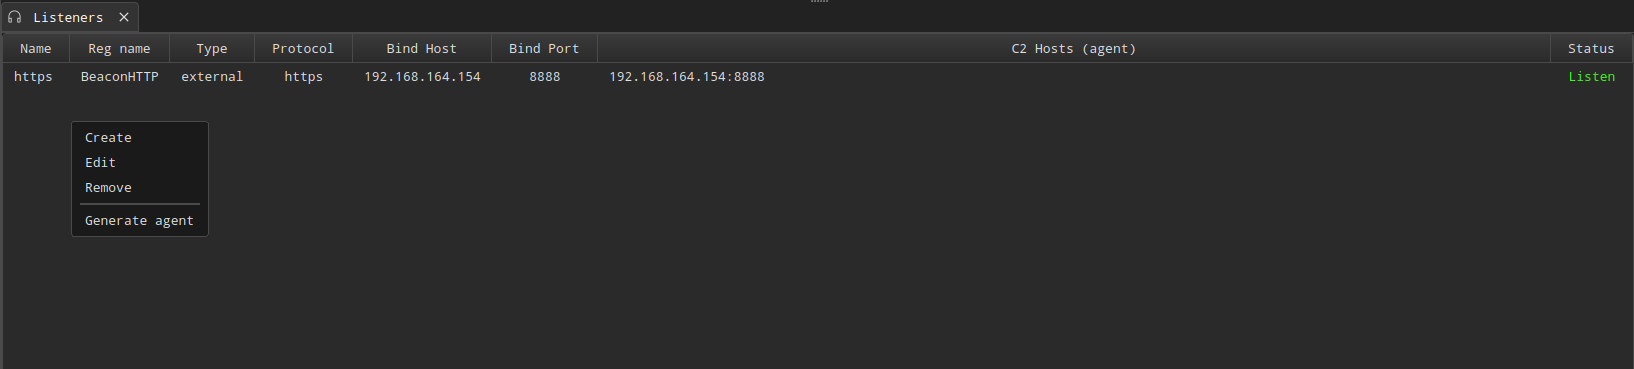 Listeners
Name Reg name Type Protocol Bind Host Bind Port C2 Hosts (agent) Status
https BeaconHTTP external https 192.168.164.154 8888 192.168.164.154:8888 Listen
Create
Edit
Remove
Generate agent